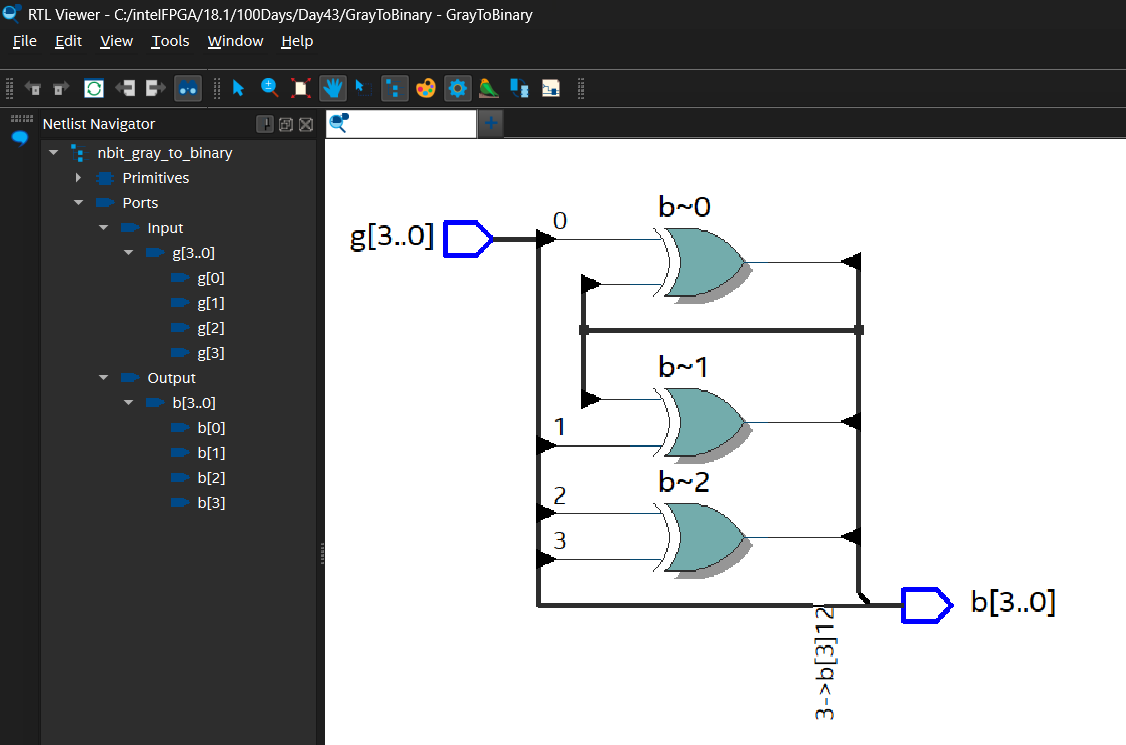 RTL Viewer - C:/intelFPGA/18.1/100Days/Day43/GrayToBinary - GrayToBinary
File Edit View Tools Window Help
Netlist Navigator
nbit_gray_to_binary
Primitives
Ports
Input
g[3..0]
g[0]
g[1]
g[2]
g[3]
Output
b[3..0]
b[0]
b[1]
b[2]
b[3]
g[3..0]
0
b~0
b~1
1
b~2
2
3
b[3..0]
3->b[3]12